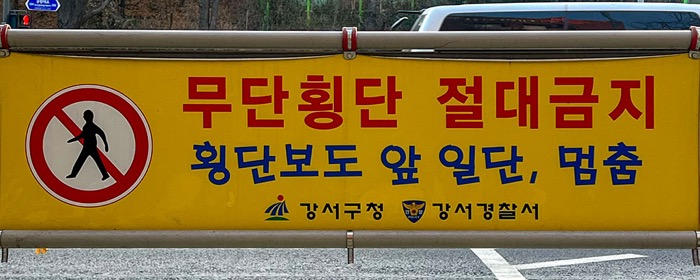 무단횡단 절대금지
횡단보도 앞 일단, 멈춤
강서구청 강서경찰서